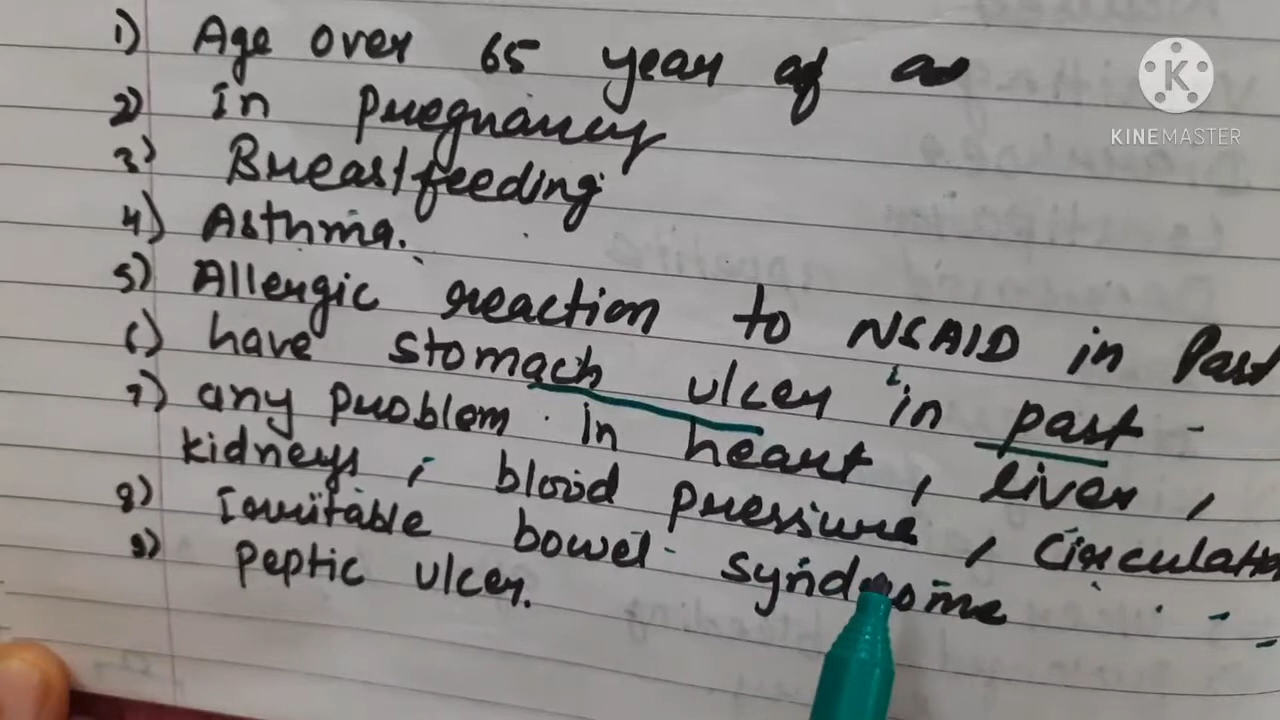 1) Age over 65 year of a
2) In pregnancy
3) Breastfeeding
4) Asthma.
5) Allergic reaction to NSAID in Past
6) have stomach ulcer in past
7) any problem in heart, liver,
kidneys, blood pressure, Circulatio
8) Irritable bowel syndrome
9) Peptic ulcer.
K
KINEMASTER